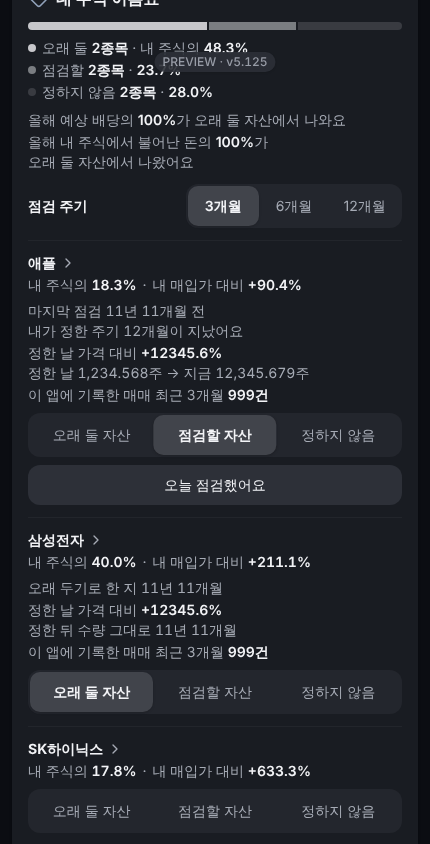 내 주식 이름표
오래 둘 2종목 · 내 주식의 48.3%
PREVIEW · v5.125
점검할 2종목 · 23.7%
정하지 않음 2종목 · 28.0%
올해 예상 배당의 100%가 오래 둘 자산에서 나와요
올해 내 주식에서 불어난 돈의 100%가
오래 둘 자산에서 나왔어요
점검 주기 3개월 6개월 12개월
애플 >
내 주식의 18.3% · 내 매입가 대비 +90.4%
마지막 점검 11년 11개월 전
내가 정한 주기 12개월이 지났어요
정한 날 가격 대비 +12345.6%
정한 날 1,234.568주 → 지금 12,345.679주
이 앱에 기록한 매매 최근 3개월 999건
오래 둘 자산 점검할 자산 정하지 않음
오늘 점검했어요
삼성전자 >
내 주식의 40.0% · 내 매입가 대비 +211.1%
오래 두기로 한 지 11년 11개월
정한 날 가격 대비 +12345.6%
정한 뒤 수량 그대로 11년 11개월
이 앱에 기록한 매매 최근 3개월 999건
오래 둘 자산 점검할 자산 정하지 않음
SK하이닉스 >
내 주식의 17.8% · 내 매입가 대비 +633.3%
오래 둘 자산 점검할 자산 정하지 않음